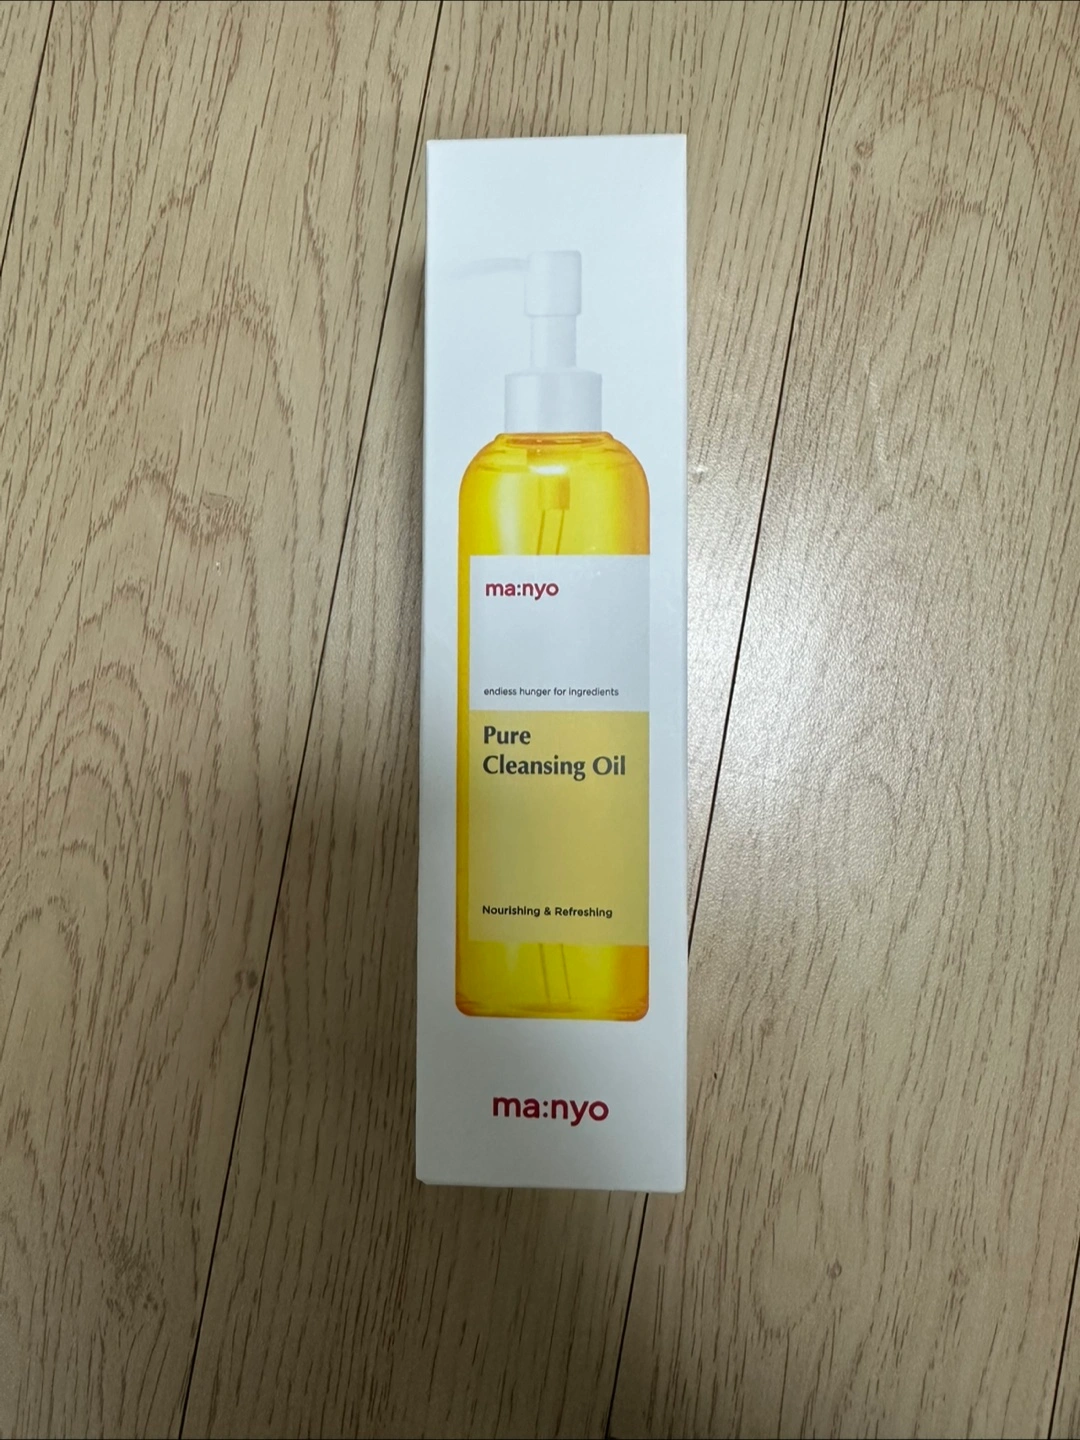 ma:nyo
endless hunger for ingredients
Pure
Cleansing Oil
Nourishing & Refreshing
ma:nyo